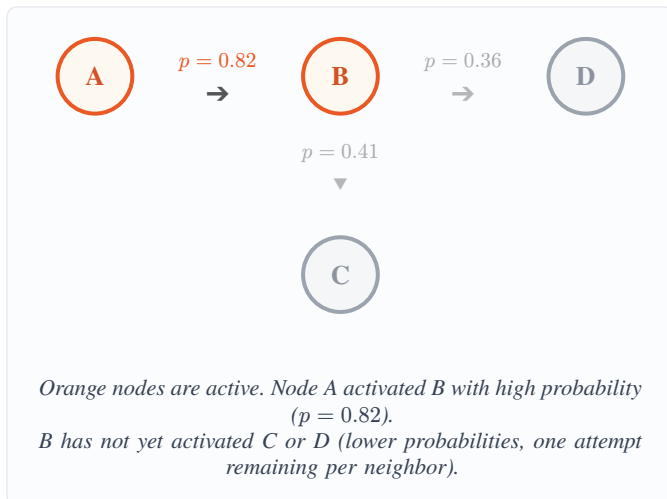 p = 0.82
p = 0.36
A
B
D
p = 0.41
C
Orange nodes are active. Node A activated B with high probability
(p = 0.82).
B has not yet activated C or D (lower probabilities, one attempt
remaining per neighbor).